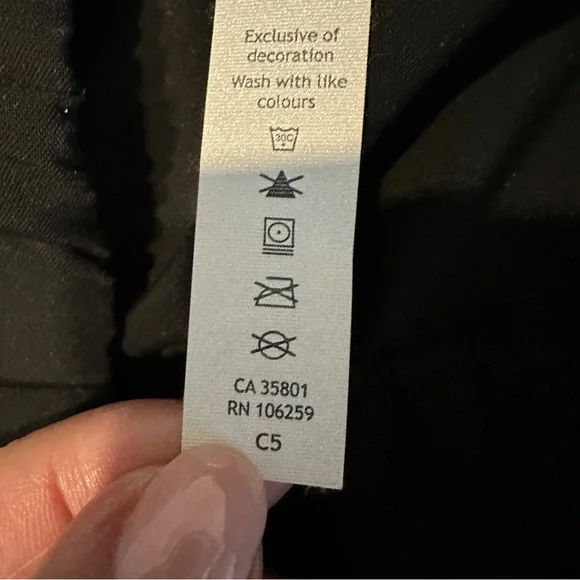 Exclusive of
decoration
Wash with like
colours
30C
CA 35801
RN 106259
C5